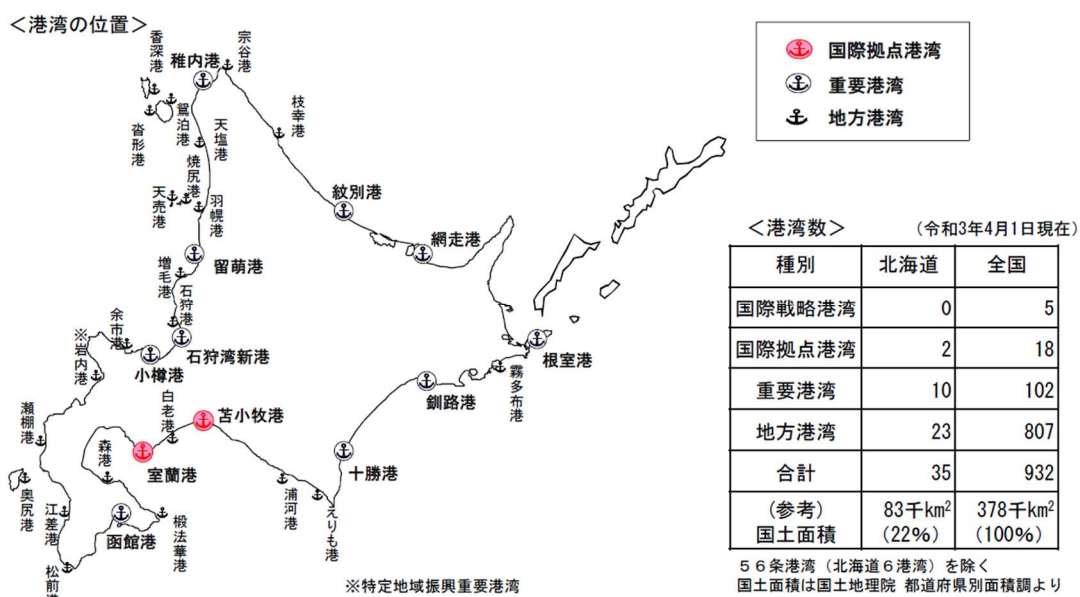 ＜港湾の位置＞
香深港
稚内港
宗谷港
鴛泊港
沓形港
天塩港
枝幸港
焼尻港
天売港
羽幌港
紋別港
網走港
留萌港
増毛港
石狩港
余市港
※岩内港
石狩湾新港
小樽港
根室港
霧多布港
釧路港
瀬棚港
白老港
苫小牧港
森港
室蘭港
十勝港
奥尻港
浦河港
えりも港
江差港
函館港
椴法華港
松前港
※特定地域振興重要港湾
国際拠点港湾
重要港湾
地方港湾
＜港湾数＞ （令和3年4月1日現在）
種別 北海道 全国
国際戦略港湾 0 5
国際拠点港湾 2 18
重要港湾 10 102
地方港湾 23 807
合計 35 932
（参考） 83千km² 378千km²
国土面積 (22%) (100%)
５６条港湾（北海道６港湾）を除く
国土面積は国土地理院 都道府県別面積調より